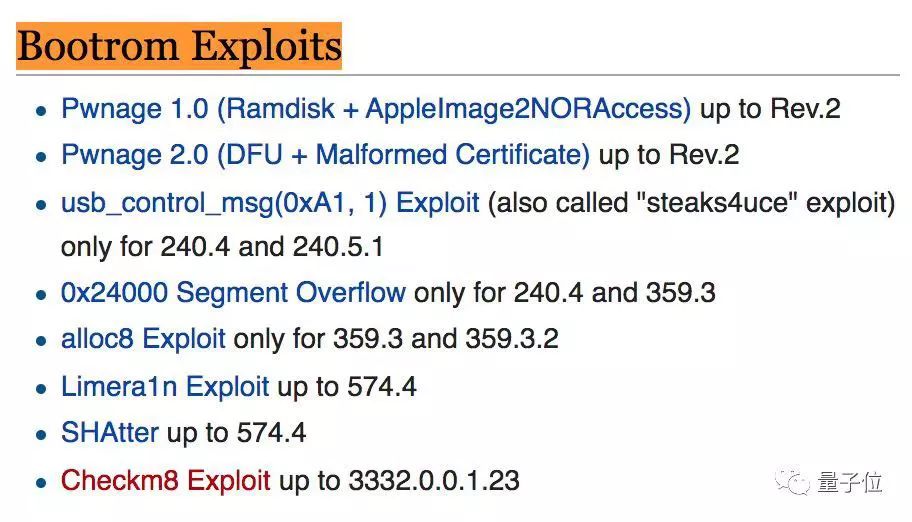 Bootrom Exploits
Pwnage 1.0 (Ramdisk + AppleImage2NORAccess) up to Rev.2
Pwnage 2.0 (DFU + Malformed Certificate) up to Rev.2
usb_control_msg(0xA1, 1) Exploit (also called "steaks4uce" exploit)
only for 240.4 and 240.5.1
0x24000 Segment Overflow only for 240.4 and 359.3
alloc8 Exploit only for 359.3 and 359.3.2
Limera1n Exploit up to 574.4
SHAtter up to 574.4
Checkm8 Exploit up to 3332.0.0.1.23
量子位